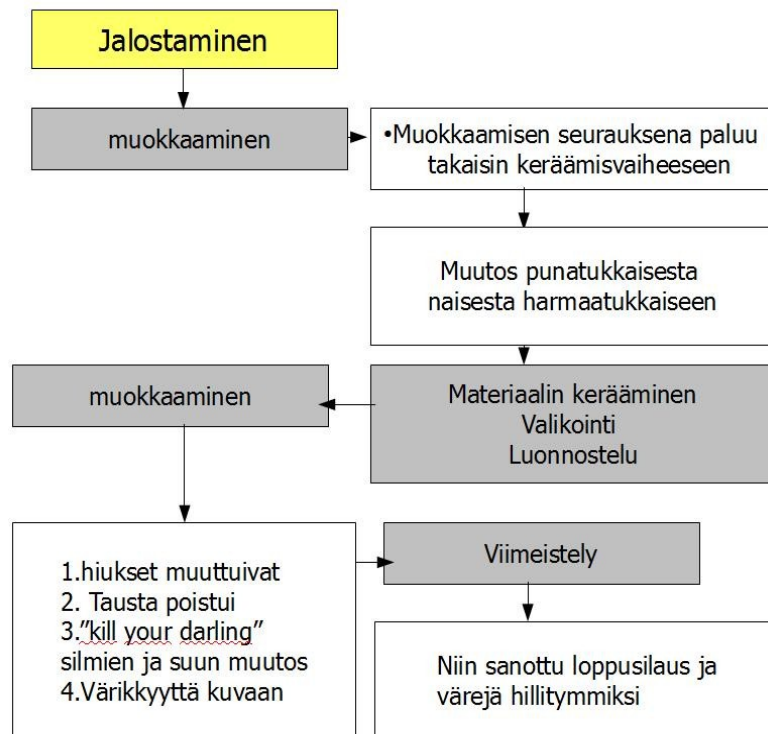 Jalostaminen
muokkaaminen
•Muokkaamisen seurauksena paluu
takaisin keräämisvaiheeseen
Muutos punatukkaisesta
naisesta harmaatukkaiseen
Materiaalin kerääminen
Valikointi
Luonnostelu
muokkaaminen
1.hiukset muuttuivat
2. Tausta poistui
3.”kill your darling”
silmien ja suun muutos
4.Värikkyyttä kuvaan
Viimeistely
Niin sanottu loppusilaus ja
värejä hillitymmiksi